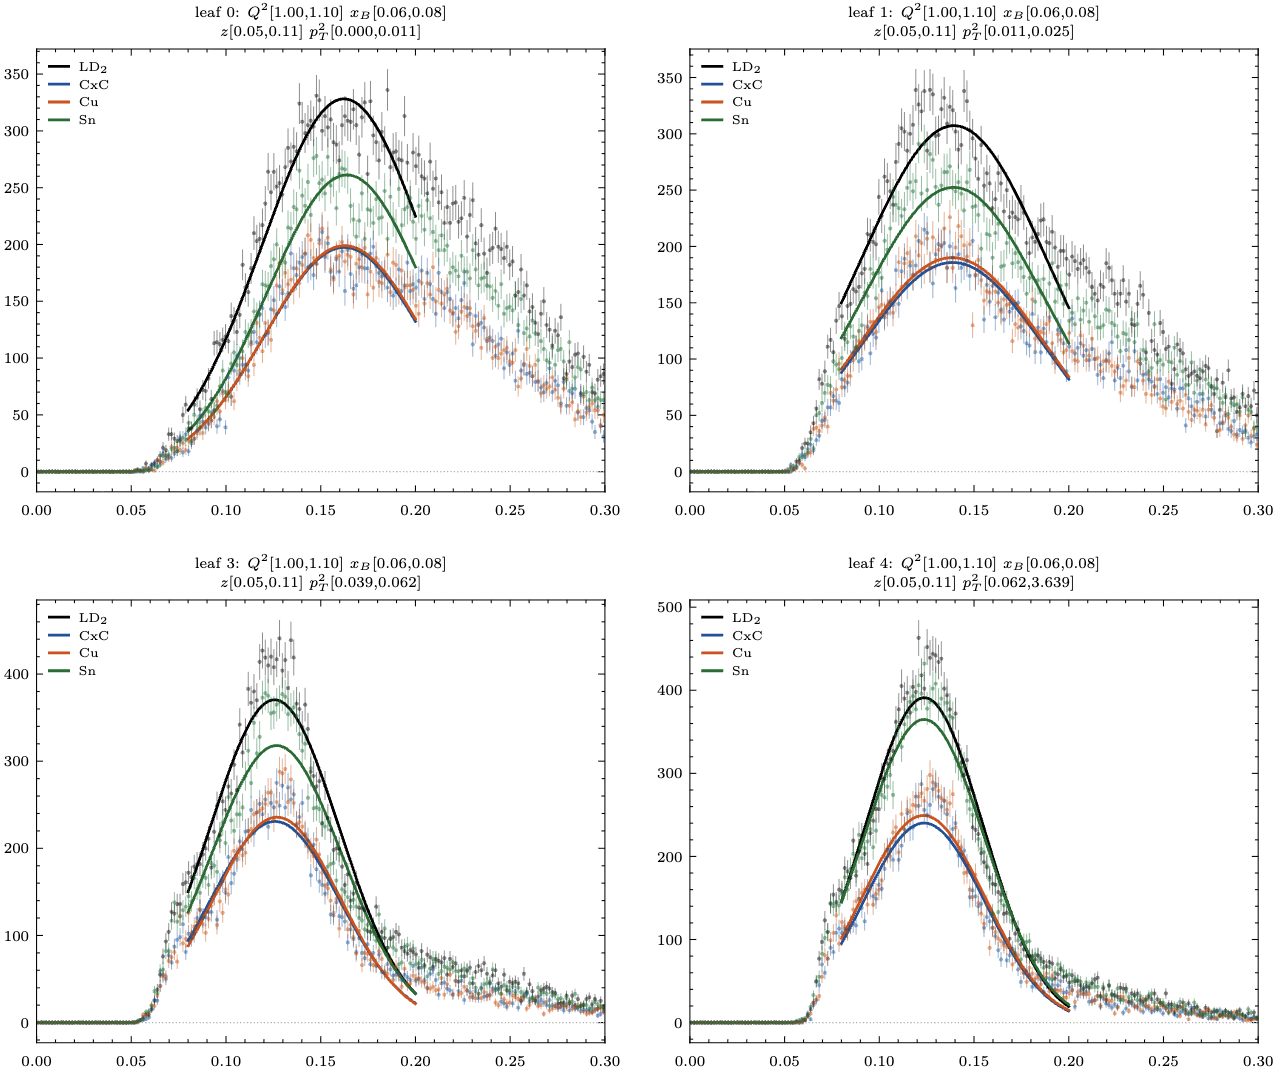 leaf 0: Q²[1.00,1.10] x_B[0.06,0.08]
z[0.05,0.11] p_T²[0.000,0.011]
LD₂
CxC
Cu
Sn
350
300
250
200
150
100
50
0
0.00 0.05 0.10 0.15 0.20 0.25 0.30
leaf 1: Q²[1.00,1.10] x_B[0.06,0.08]
z[0.05,0.11] p_T²[0.011,0.025]
LD₂
CxC
Cu
Sn
350
300
250
200
150
100
50
0
0.00 0.05 0.10 0.15 0.20 0.25 0.30
leaf 3: Q²[1.00,1.10] x_B[0.06,0.08]
z[0.05,0.11] p_T²[0.039,0.062]
LD₂
CxC
Cu
Sn
400
300
200
100
0
0.00 0.05 0.10 0.15 0.20 0.25 0.30
leaf 4: Q²[1.00,1.10] x_B[0.06,0.08]
z[0.05,0.11] p_T²[0.062,3.639]
LD₂
CxC
Cu
Sn
500
400
300
200
100
0
0.00 0.05 0.10 0.15 0.20 0.25 0.30